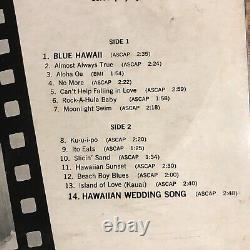 SIDE 1
1. BLUE HAWAII (ASCAP 2:35)
2. Almost Always True (ASCAP 2:24)
3. Aloha Oe (BMI 1:54)
4. No More (ASCAP 2:22)
5. Can't Help Falling in Love (ASCAP 2:59)
6. Rock-A-Hula Baby (ASCAP 1:58)
7. Moonlight Swim (ASCAP 2:18)
SIDE 2
8. Ku-u-i-po (ASCAP 2:20)
9. Ito Eats (ASCAP 1:23)
10. Slicin' Sand (ASCAP 1:34)
11. Hawaiian Sunset (ASCAP 2:30)
12. Beach Boy Blues (ASCAP 2:00)
13. Island of Love (Kauai) (ASCAP 2:40)
14. HAWAIIAN WEDDING SONG (ASCAP 2:48)